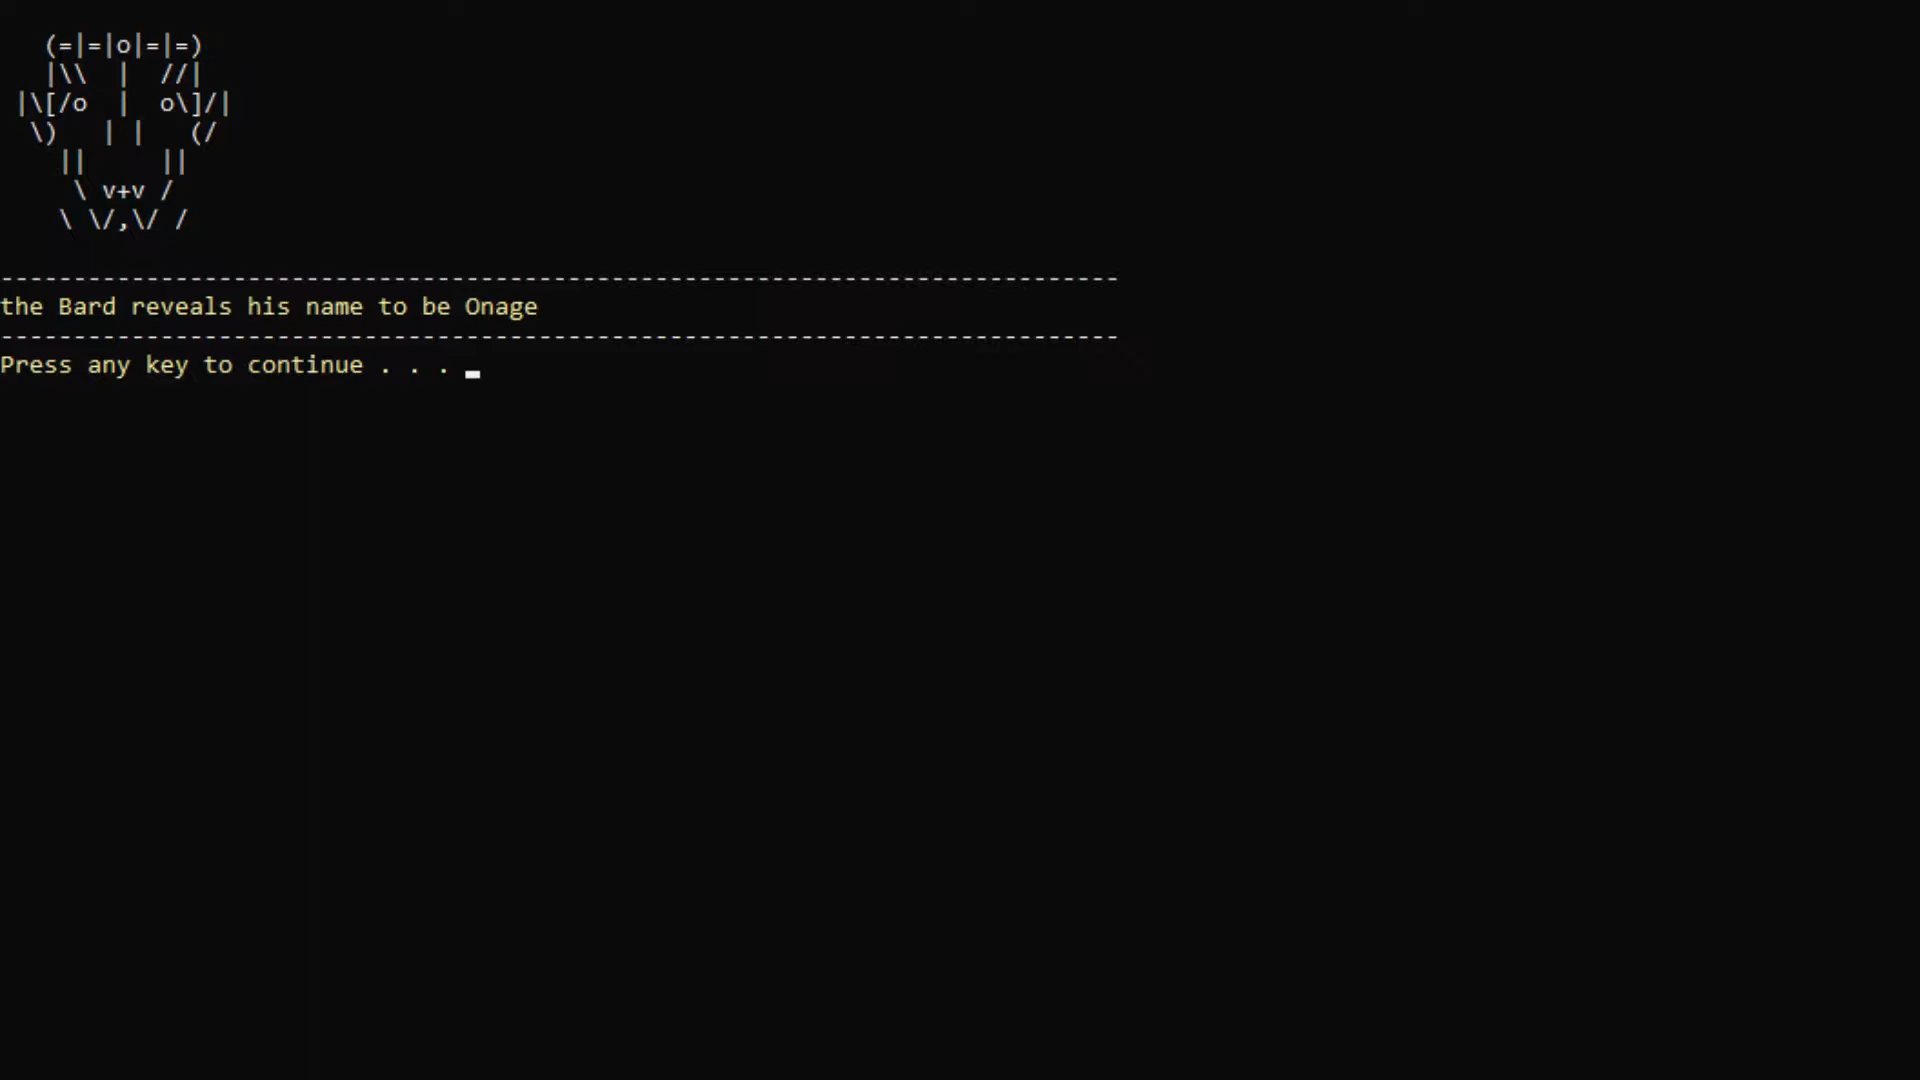 (=|=|o|=|=)
|\\ | //|
|\[/o | o\]/|
\) | | (/
|| ||
\ v+v /
\ \/,\/ /
-----------------------------------------------------------------------------
the Bard reveals his name to be Onage
-----------------------------------------------------------------------------
Press any key to continue . . .